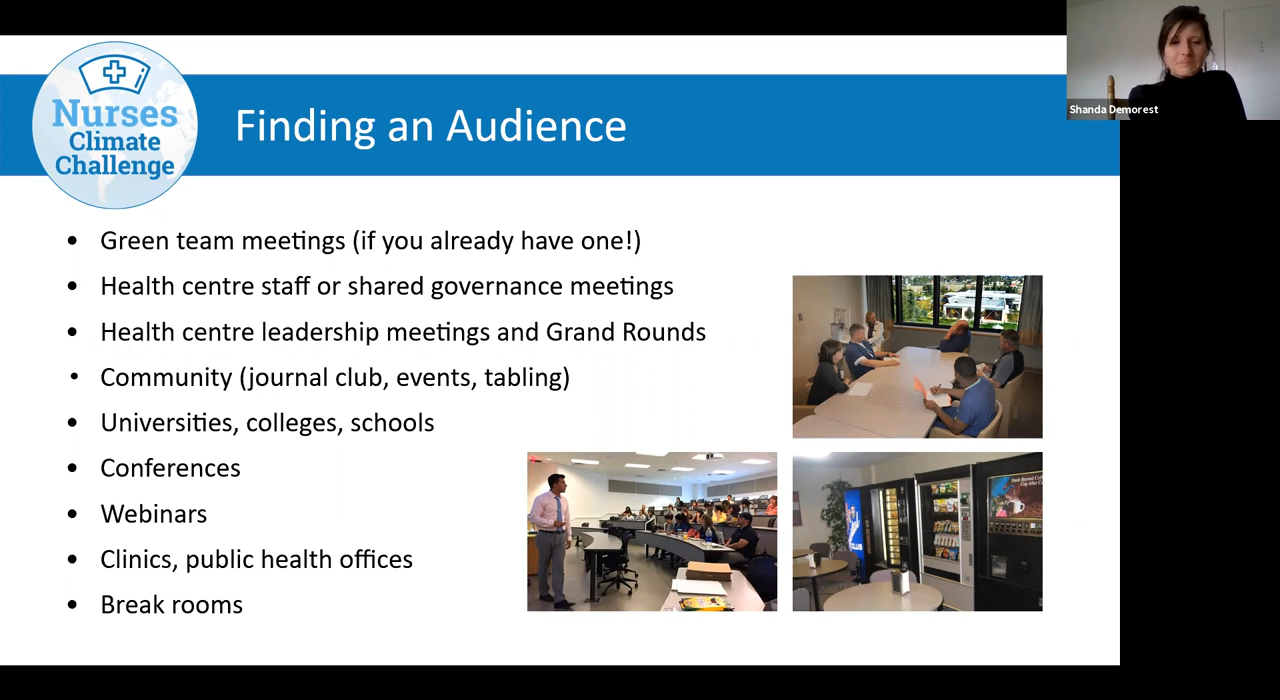 Nurses
Climate
Challenge
Finding an Audience
Shanda Demorest
• Green team meetings (if you already have one!)
• Health centre staff or shared governance meetings
• Health centre leadership meetings and Grand Rounds
• Community (journal club, events, tabling)
• Universities, colleges, schools
• Conferences
• Webinars
• Clinics, public health offices
• Break rooms
CLUB